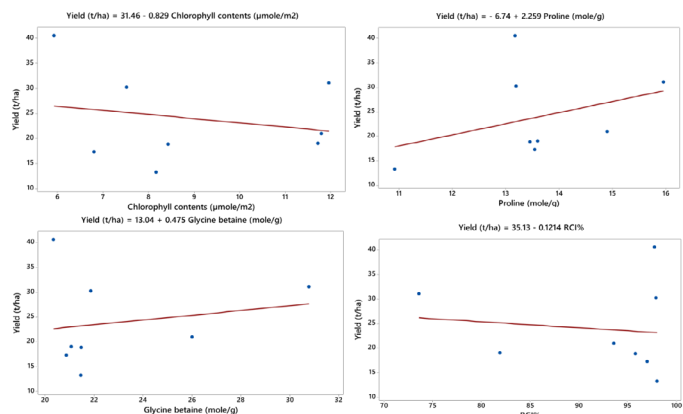 Yield (t/ha) = 31.46 - 0.829 Chlorophyll contents (µmole/m2)
40
35
30
25
20
15
10
Yield (t/ha)
6 7 8 9 10 11 12
Chlorophyll contents (µmole/m2)
Yield (t/ha) = - 6.74 + 2.259 Proline (mole/g)
40
35
30
25
20
15
10
Yield (t/ha)
11 12 13 14 15 16
Proline (mole/g)
Yield (t/ha) = 13.04 + 0.475 Glycine betaine (mole/g)
40
35
30
25
20
15
10
Yield (t/ha)
20 22 24 26 28 30 32
Glycine betaine (mole/g)
Yield (t/ha) = 35.13 - 0.1214 RCI%
40
35
30
25
20
15
10
Yield (t/ha)
70 75 80 85 90 95 100
RCI%